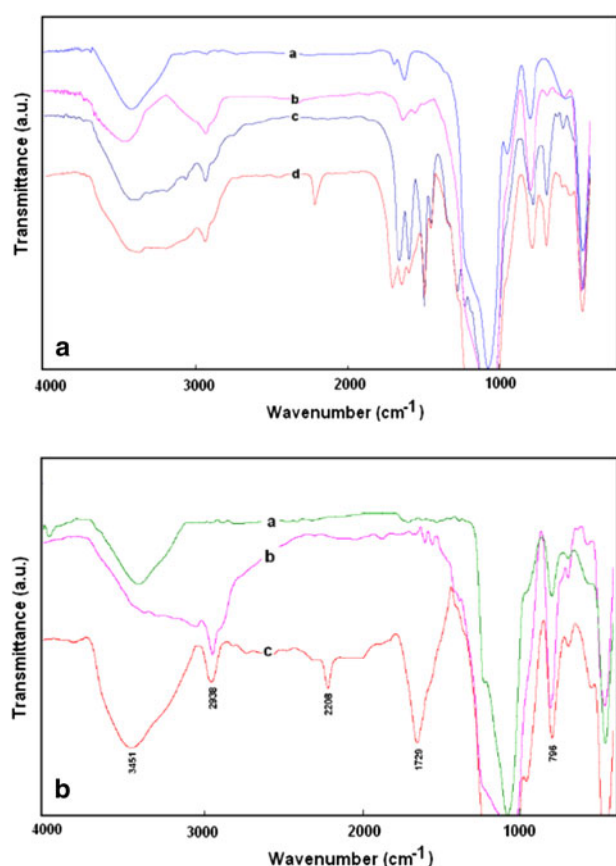 Transmittance (a.u.)
a
b
c
d
a
4000
3000
2000
1000
Wavenumber (cm-1)
Transmittance (a.u.)
a
b
c
3451
2938
2208
1729
796
b
4000
3000
2000
1000
Wavenumber (cm-1)